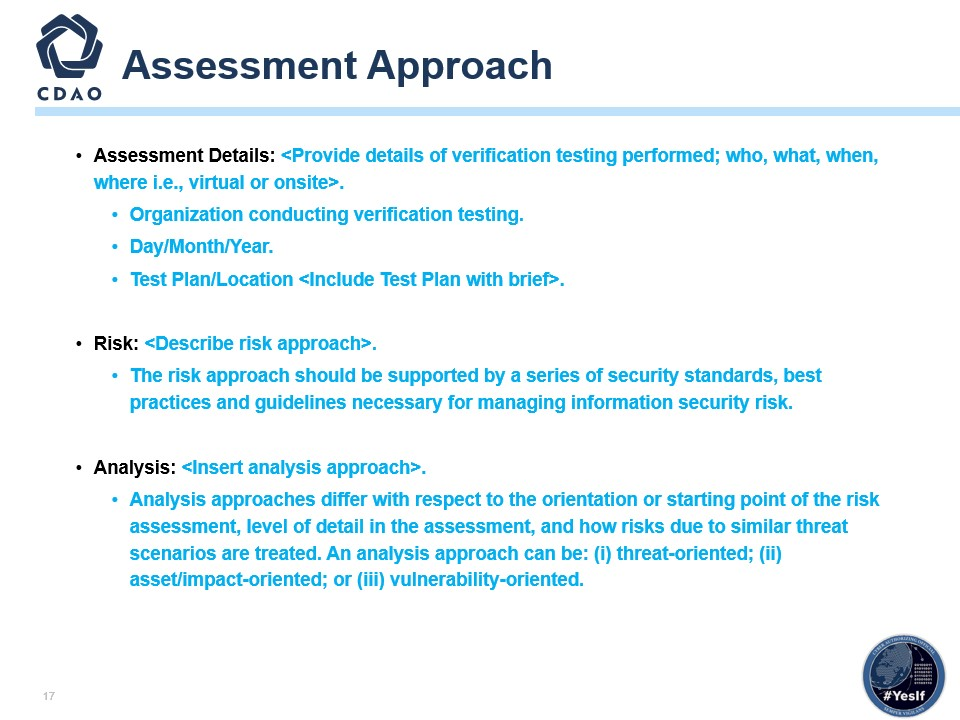 CDAO
Assessment Approach
• Assessment Details: <Provide details of verification testing performed; who, what, when,
where i.e., virtual or onsite>.
• Organization conducting verification testing.
• Day/Month/Year.
• Test Plan/Location <Include Test Plan with brief>.
• Risk: <Describe risk approach>.
• The risk approach should be supported by a series of security standards, best
practices and guidelines necessary for managing information security risk.
• Analysis: <Insert analysis approach>.
• Analysis approaches differ with respect to the orientation or starting point of the risk
assessment, level of detail in the assessment, and how risks due to similar threat
scenarios are treated. An analysis approach can be: (i) threat-oriented; (ii)
asset/impact-oriented; or (iii) vulnerability-oriented.
17
CYBER AUTHORIZING OFFICIAL
#YesIf
SEMPER VIGILANS